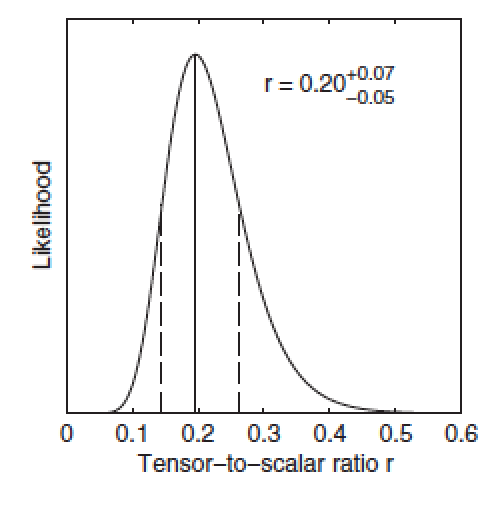 r = 0.20+0.07
−0.05
Likelihood
0 0.1 0.2 0.3 0.4 0.5 0.6
Tensor−to−scalar ratio r